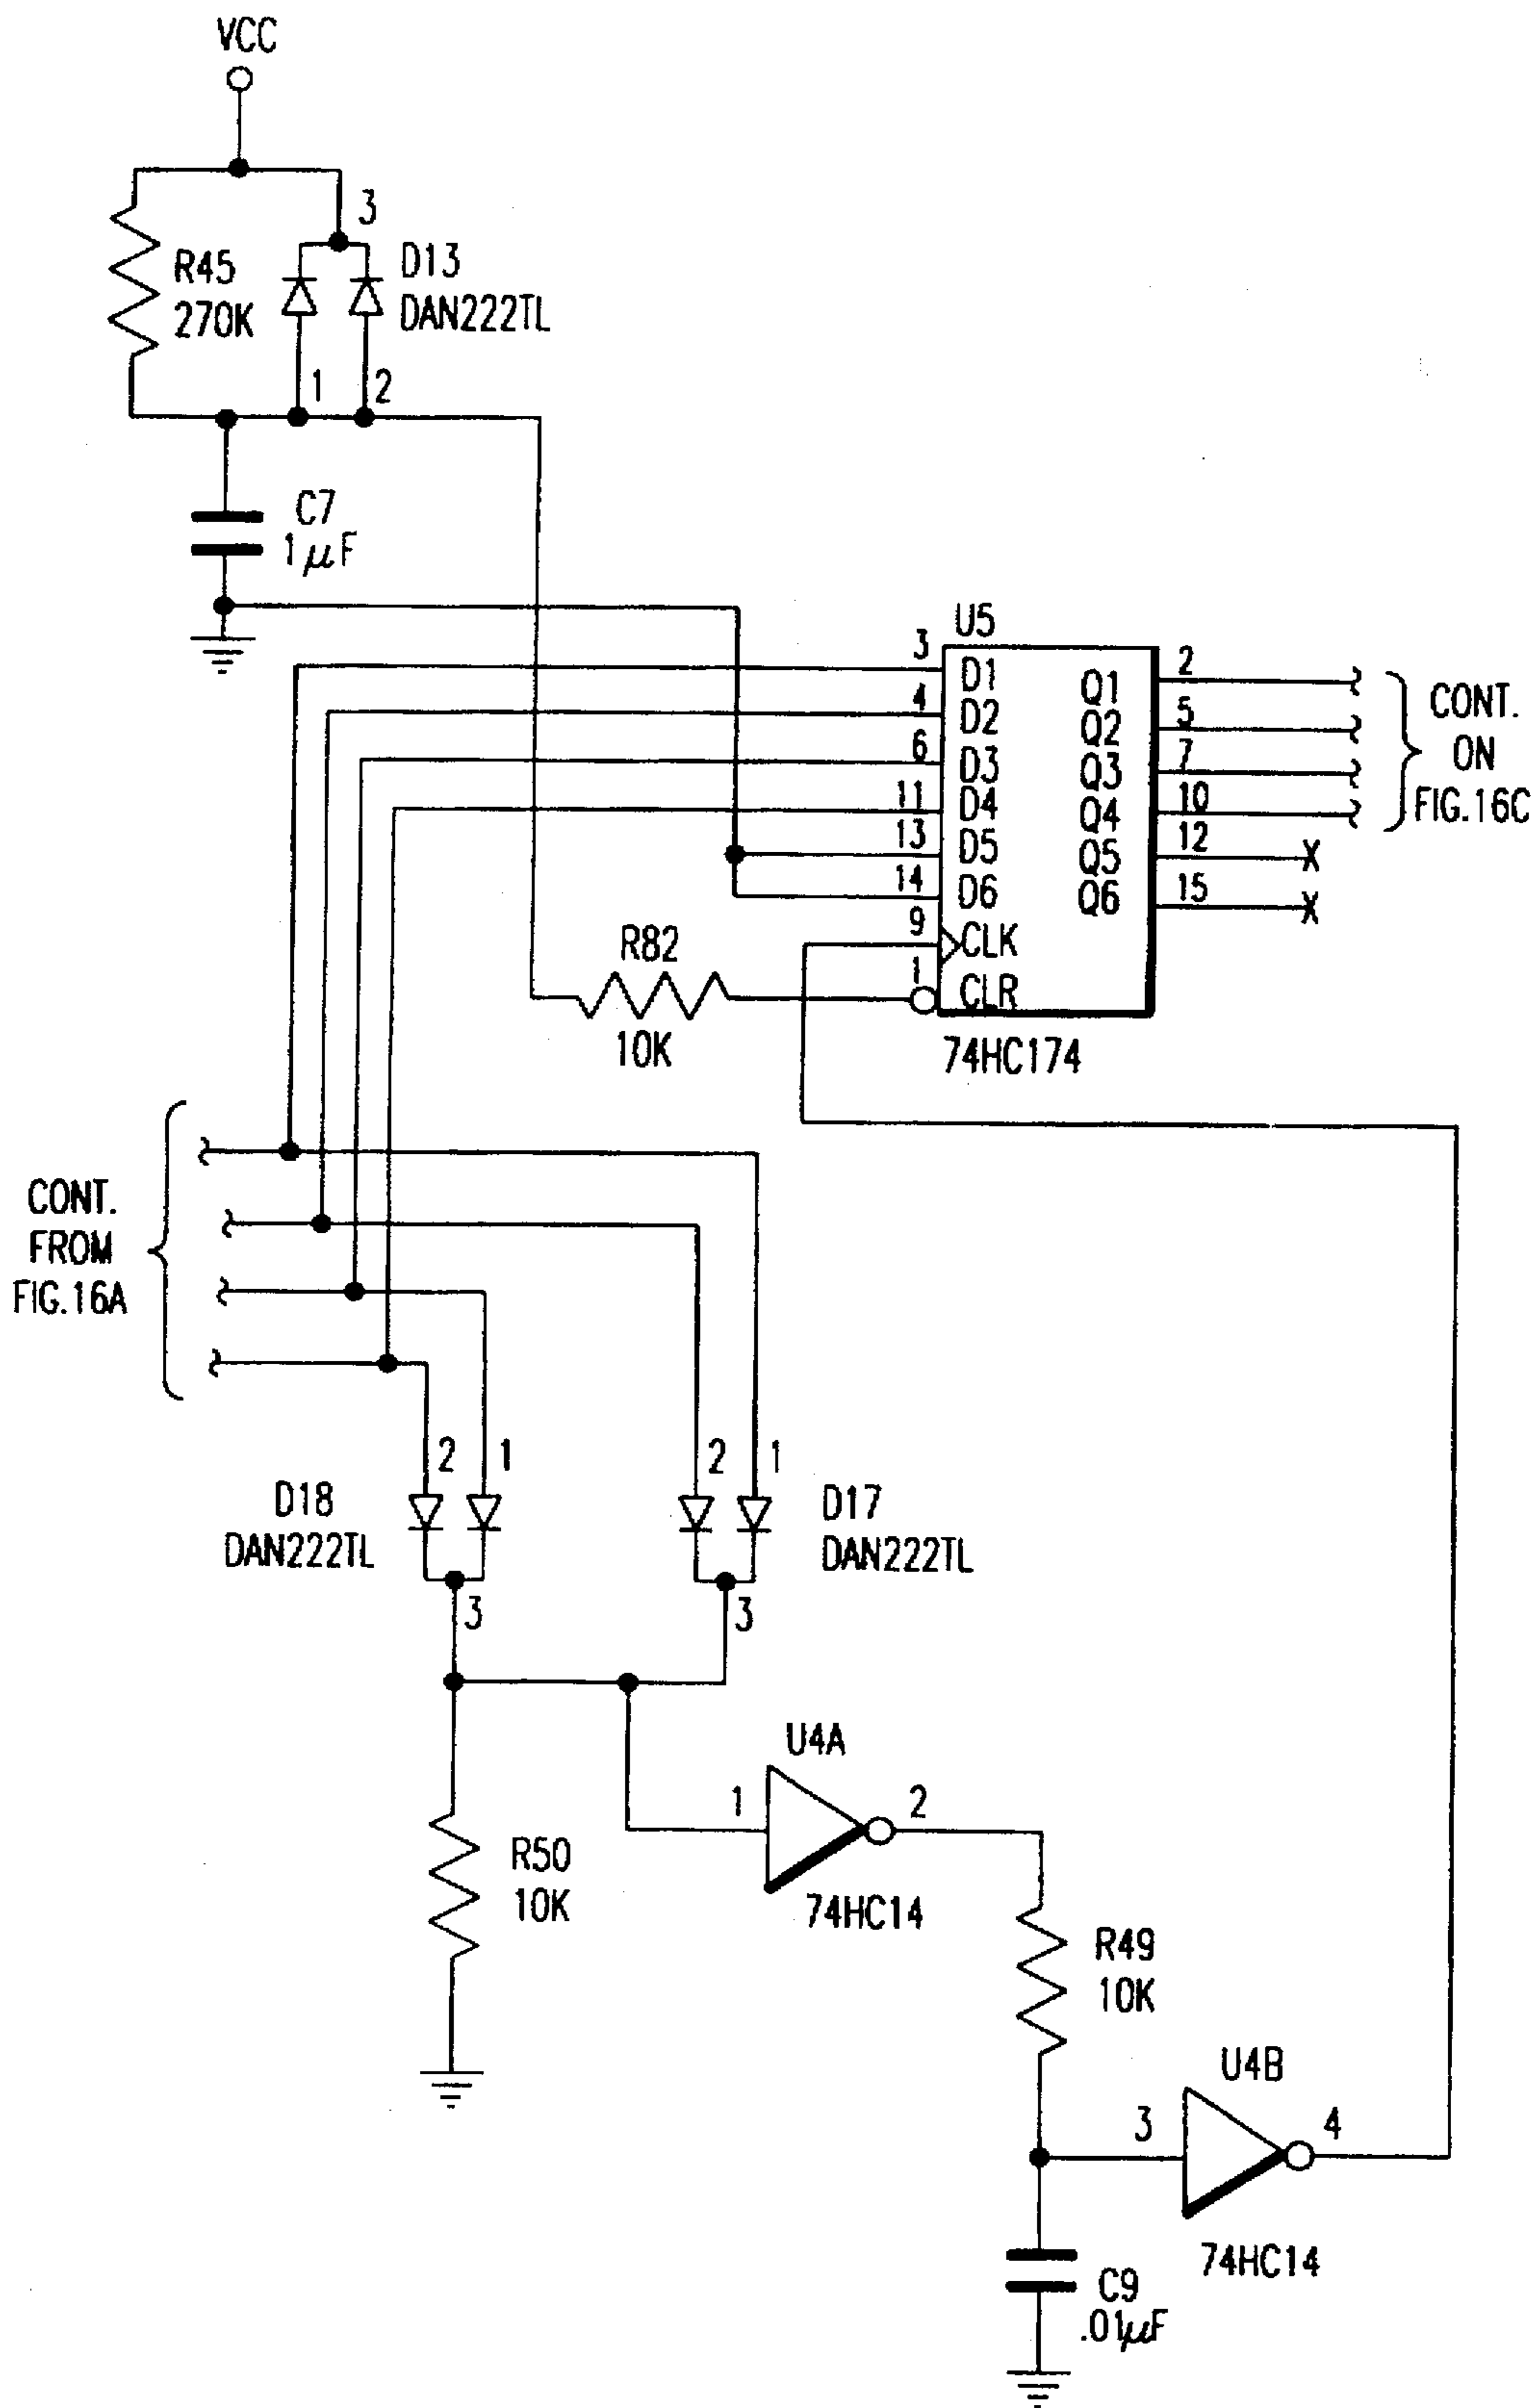 VCC
3
R45
270K
D13
DAN222TL
1
2
C7
1μF
U5
3
D1
4
D2
6
D3
11
D4
13
D5
14
D6
9
CLK
1
CLR
Q1
2
Q2
5
Q3
7
Q4
10
Q5
12
X
Q6
15
X
74HC174
CONT.
ON
FIG.16C
R82
10K
CONT.
FROM
FIG.16A
2
1
D18
DAN222TL
3
2
1
D17
DAN222TL
3
R50
10K
U4A
1
2
74HC14
R49
10K
U4B
3
4
74HC14
C9
.01μF